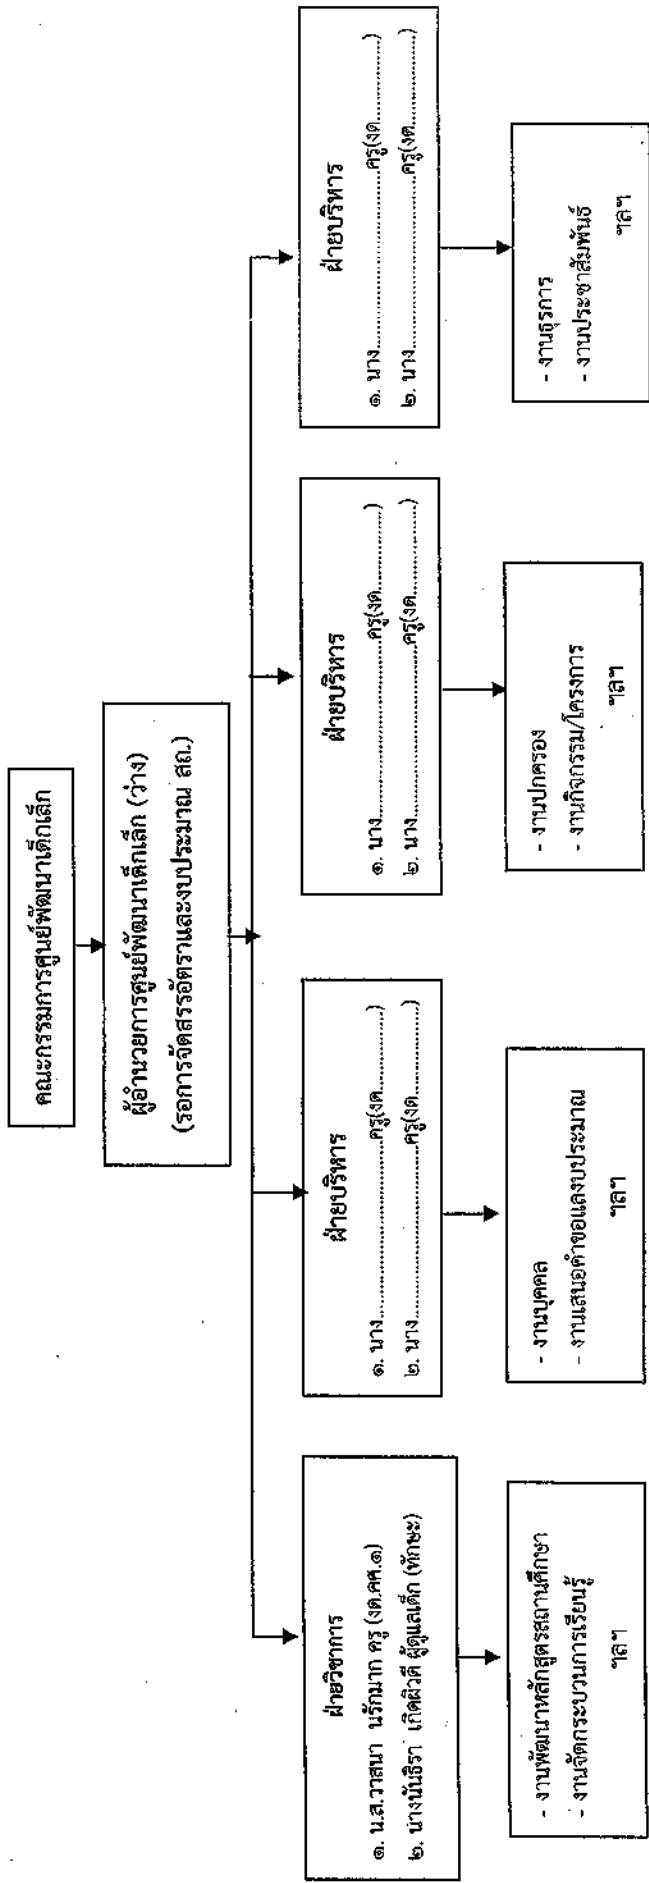 คณะกรรมการศูนย์พัฒนาเด็กเล็ก
ผู้อำนวยการศูนย์พัฒนาเด็กเล็ก (ว่าง)
(รอการจัดสรรอัตราและงบประมาณ สถ.)
ฝ่ายวิชาการ
๑. น.ส.วาสนา นรักมาก ครู (งด.คศ.๑)
๒. นางนันธิรา เถิดผิวดี ผู้ดูแลเด็ก (ทักษะ)
- งานพัฒนาหลักสูตรสถานศึกษา
- งานจัดกระบวนการเรียนรู้
ฯลฯ
ฝ่ายบริหาร
๑. นาง..............................ครู(งด............)
๒. นาง..............................ครู(งด............)
- งานบุคคล
- งานเสนอคำขอแลงบประมาณ
ฯลฯ
ฝ่ายบริหาร
๑. นาง..............................ครู(งด............)
๒. นาง..............................ครู(งด............)
- งานปกครอง
- งานกิจกรรม/โครงการ
ฯลฯ
ฝ่ายบริหาร
๑. นาง..............................ครู(งด............)
๒. นาง..............................ครู(งด............)
- งานธุรการ
- งานประชาสัมพันธ์
ฯลฯ